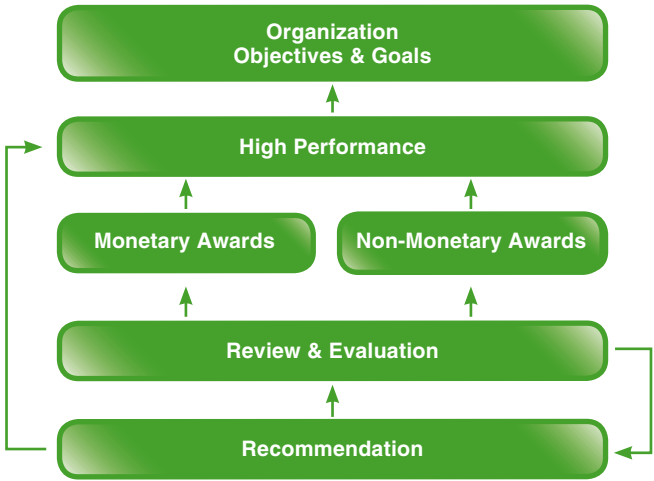 Organization
Objectives & Goals
High Performance
Monetary Awards
Non-Monetary Awards
Review & Evaluation
Recommendation